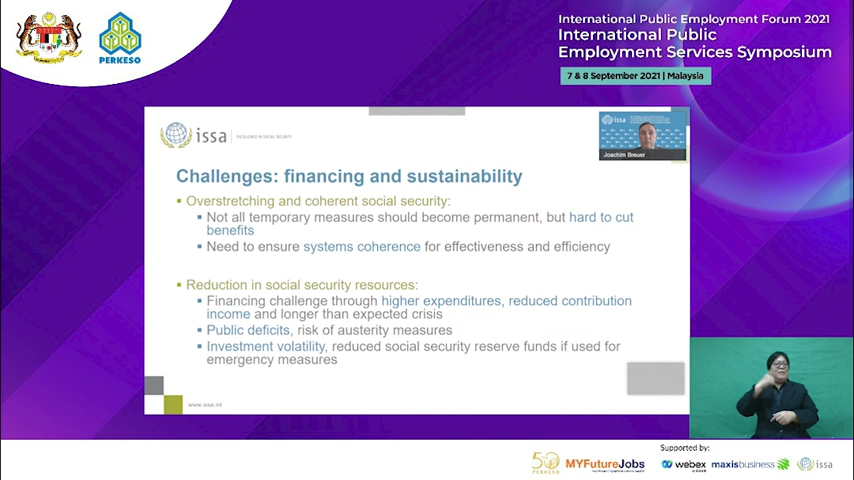 PERKESO
International Public Employment Forum 2021
International Public
Employment Services Symposium
7 & 8 September 2021 | Malaysia
issa
EXCELLENCE IN SOCIAL SECURITY
issa
Joachim Breuer
Challenges: financing and sustainability
Overstretching and coherent social security:
Not all temporary measures should become permanent, but hard to cut
benefits
Need to ensure systems coherence for effectiveness and efficiency
Reduction in social security resources:
Financing challenge through higher expenditures, reduced contribution
income and longer than expected crisis
Public deficits, risk of austerity measures
Investment volatility, reduced social security reserve funds if used for
emergency measures
www.issa.int
Supported by:
50 PERKESO
MYFutureJobs
webex
maxisbusiness
issa